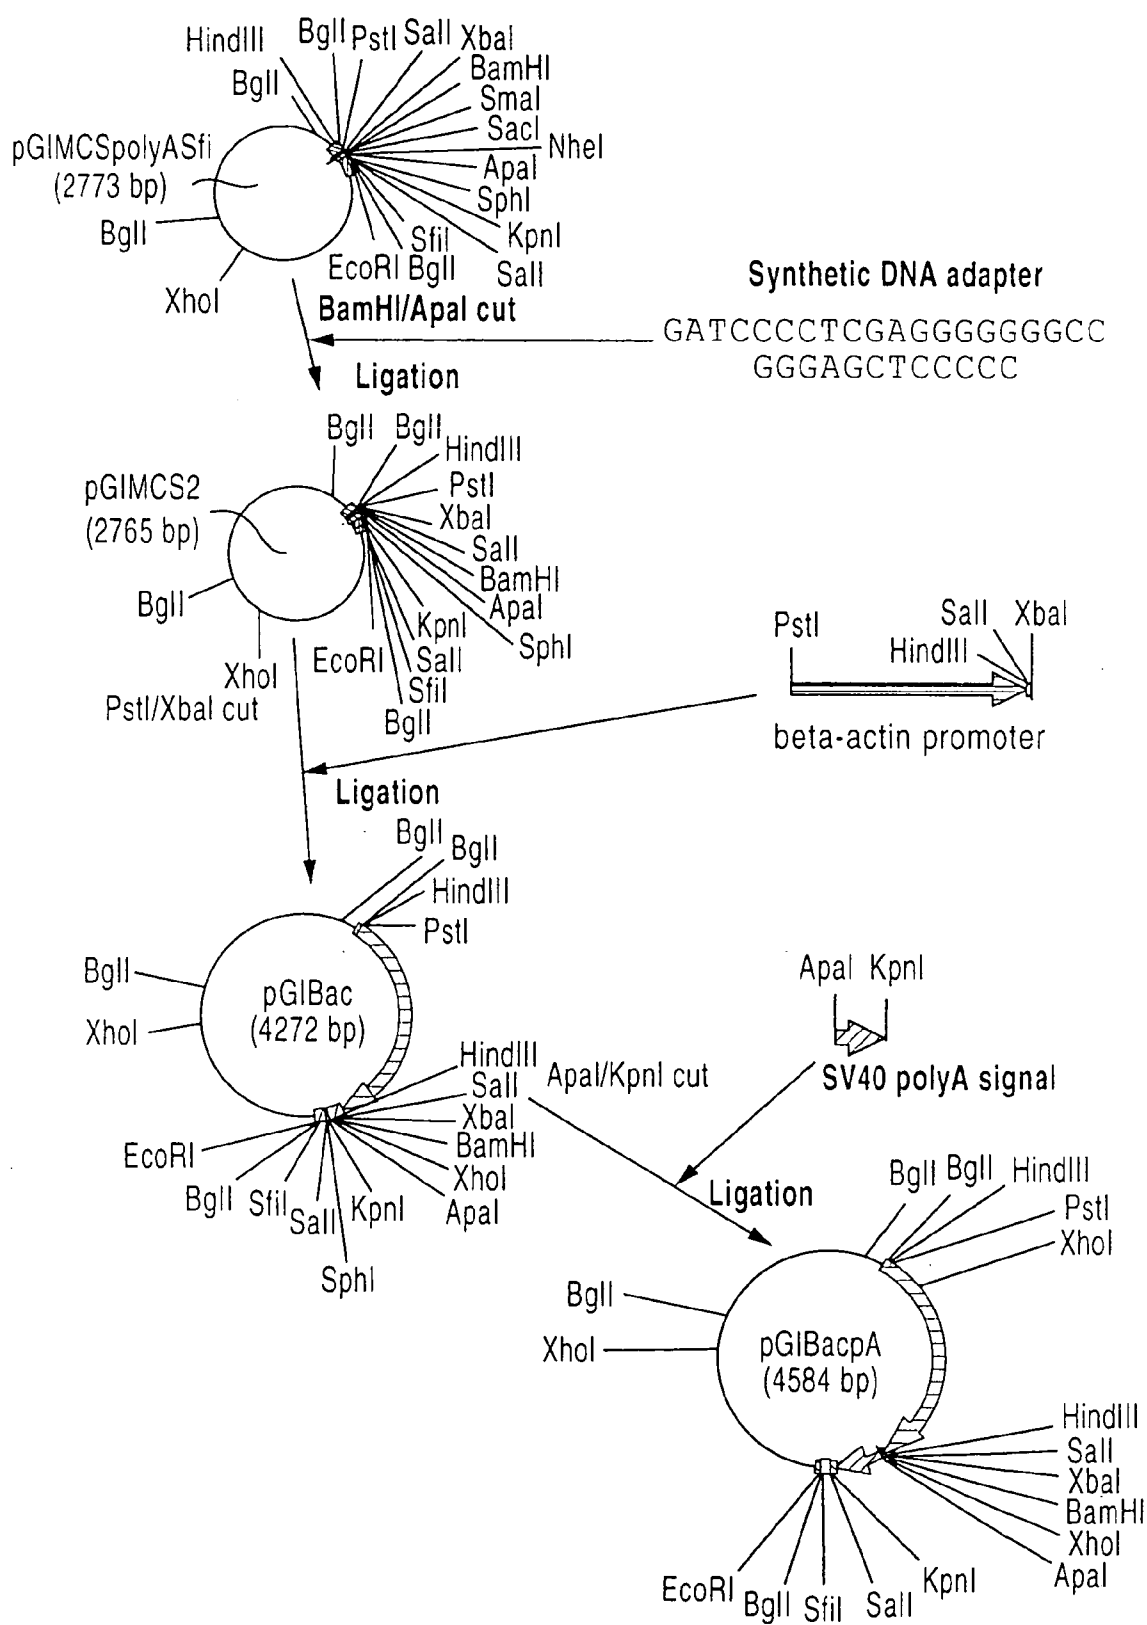 HindIII
BglI
PstI
SalI
XbaI
BglI
BamHI
SmaI
SacI
NheI
pGIMCSpolyASfi
(2773 bp)
ApaI
SphI
KpnI
BglI
SfiI
EcoRI
BglI
SalI
XhoI
BamHI/ApaI cut
Synthetic DNA adapter
GATCCCCTCGAGGGGGGGCC
GGGAGCTCCCCC
Ligation
BglI
BglI
HindIII
pGIMCS2
(2765 bp)
PstI
XbaI
SalI
BamHI
ApaI
BglI
KpnI
SphI
EcoRI
SalI
XhoI
SfiI
PstI/XbaI cut
BglI
PstI
SalI
XbaI
HindIII
beta-actin promoter
Ligation
BglI
BglI
HindIII
PstI
BglI
pGIBac
(4272 bp)
XhoI
HindIII
SalI
XbaI
BamHI
XhoI
ApaI
EcoRI
BglI
SfiI
SalI
KpnI
SphI
ApaI/KpnI cut
ApaI
KpnI
SV40 polyA signal
Ligation
BglI
BglI
HindIII
PstI
XhoI
BglI
XhoI
pGIBacpA
(4584 bp)
HindIII
SalI
XbaI
BamHI
XhoI
ApaI
EcoRI
BglI
SfiI
SalI
KpnI